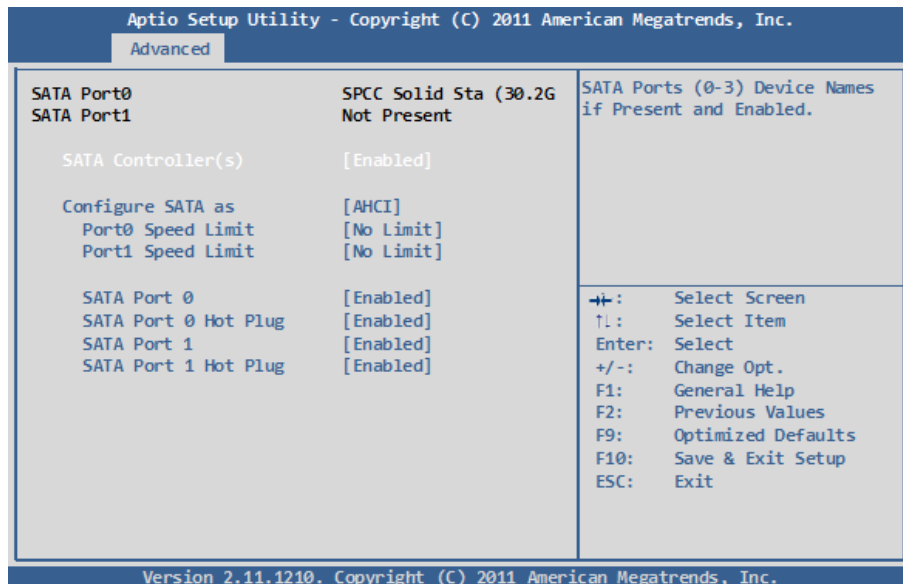 Aptio Setup Utility - Copyright (C) 2011 American Megatrends, Inc.
Advanced
SATA Port0 SPCC Solid Sta (30.2G
SATA Port1 Not Present
SATA Controller(s) [Enabled]
Configure SATA as [AHCI]
Port0 Speed Limit [No Limit]
Port1 Speed Limit [No Limit]
SATA Port 0 [Enabled]
SATA Port 0 Hot Plug [Enabled]
SATA Port 1 [Enabled]
SATA Port 1 Hot Plug [Enabled]
SATA Ports (0-3) Device Names
if Present and Enabled.
→←: Select Screen
↑↓: Select Item
Enter: Select
+/-: Change Opt.
F1: General Help
F2: Previous Values
F9: Optimized Defaults
F10: Save & Exit Setup
ESC: Exit
Version 2.11.1210. Copyright (C) 2011 American Megatrends, Inc.